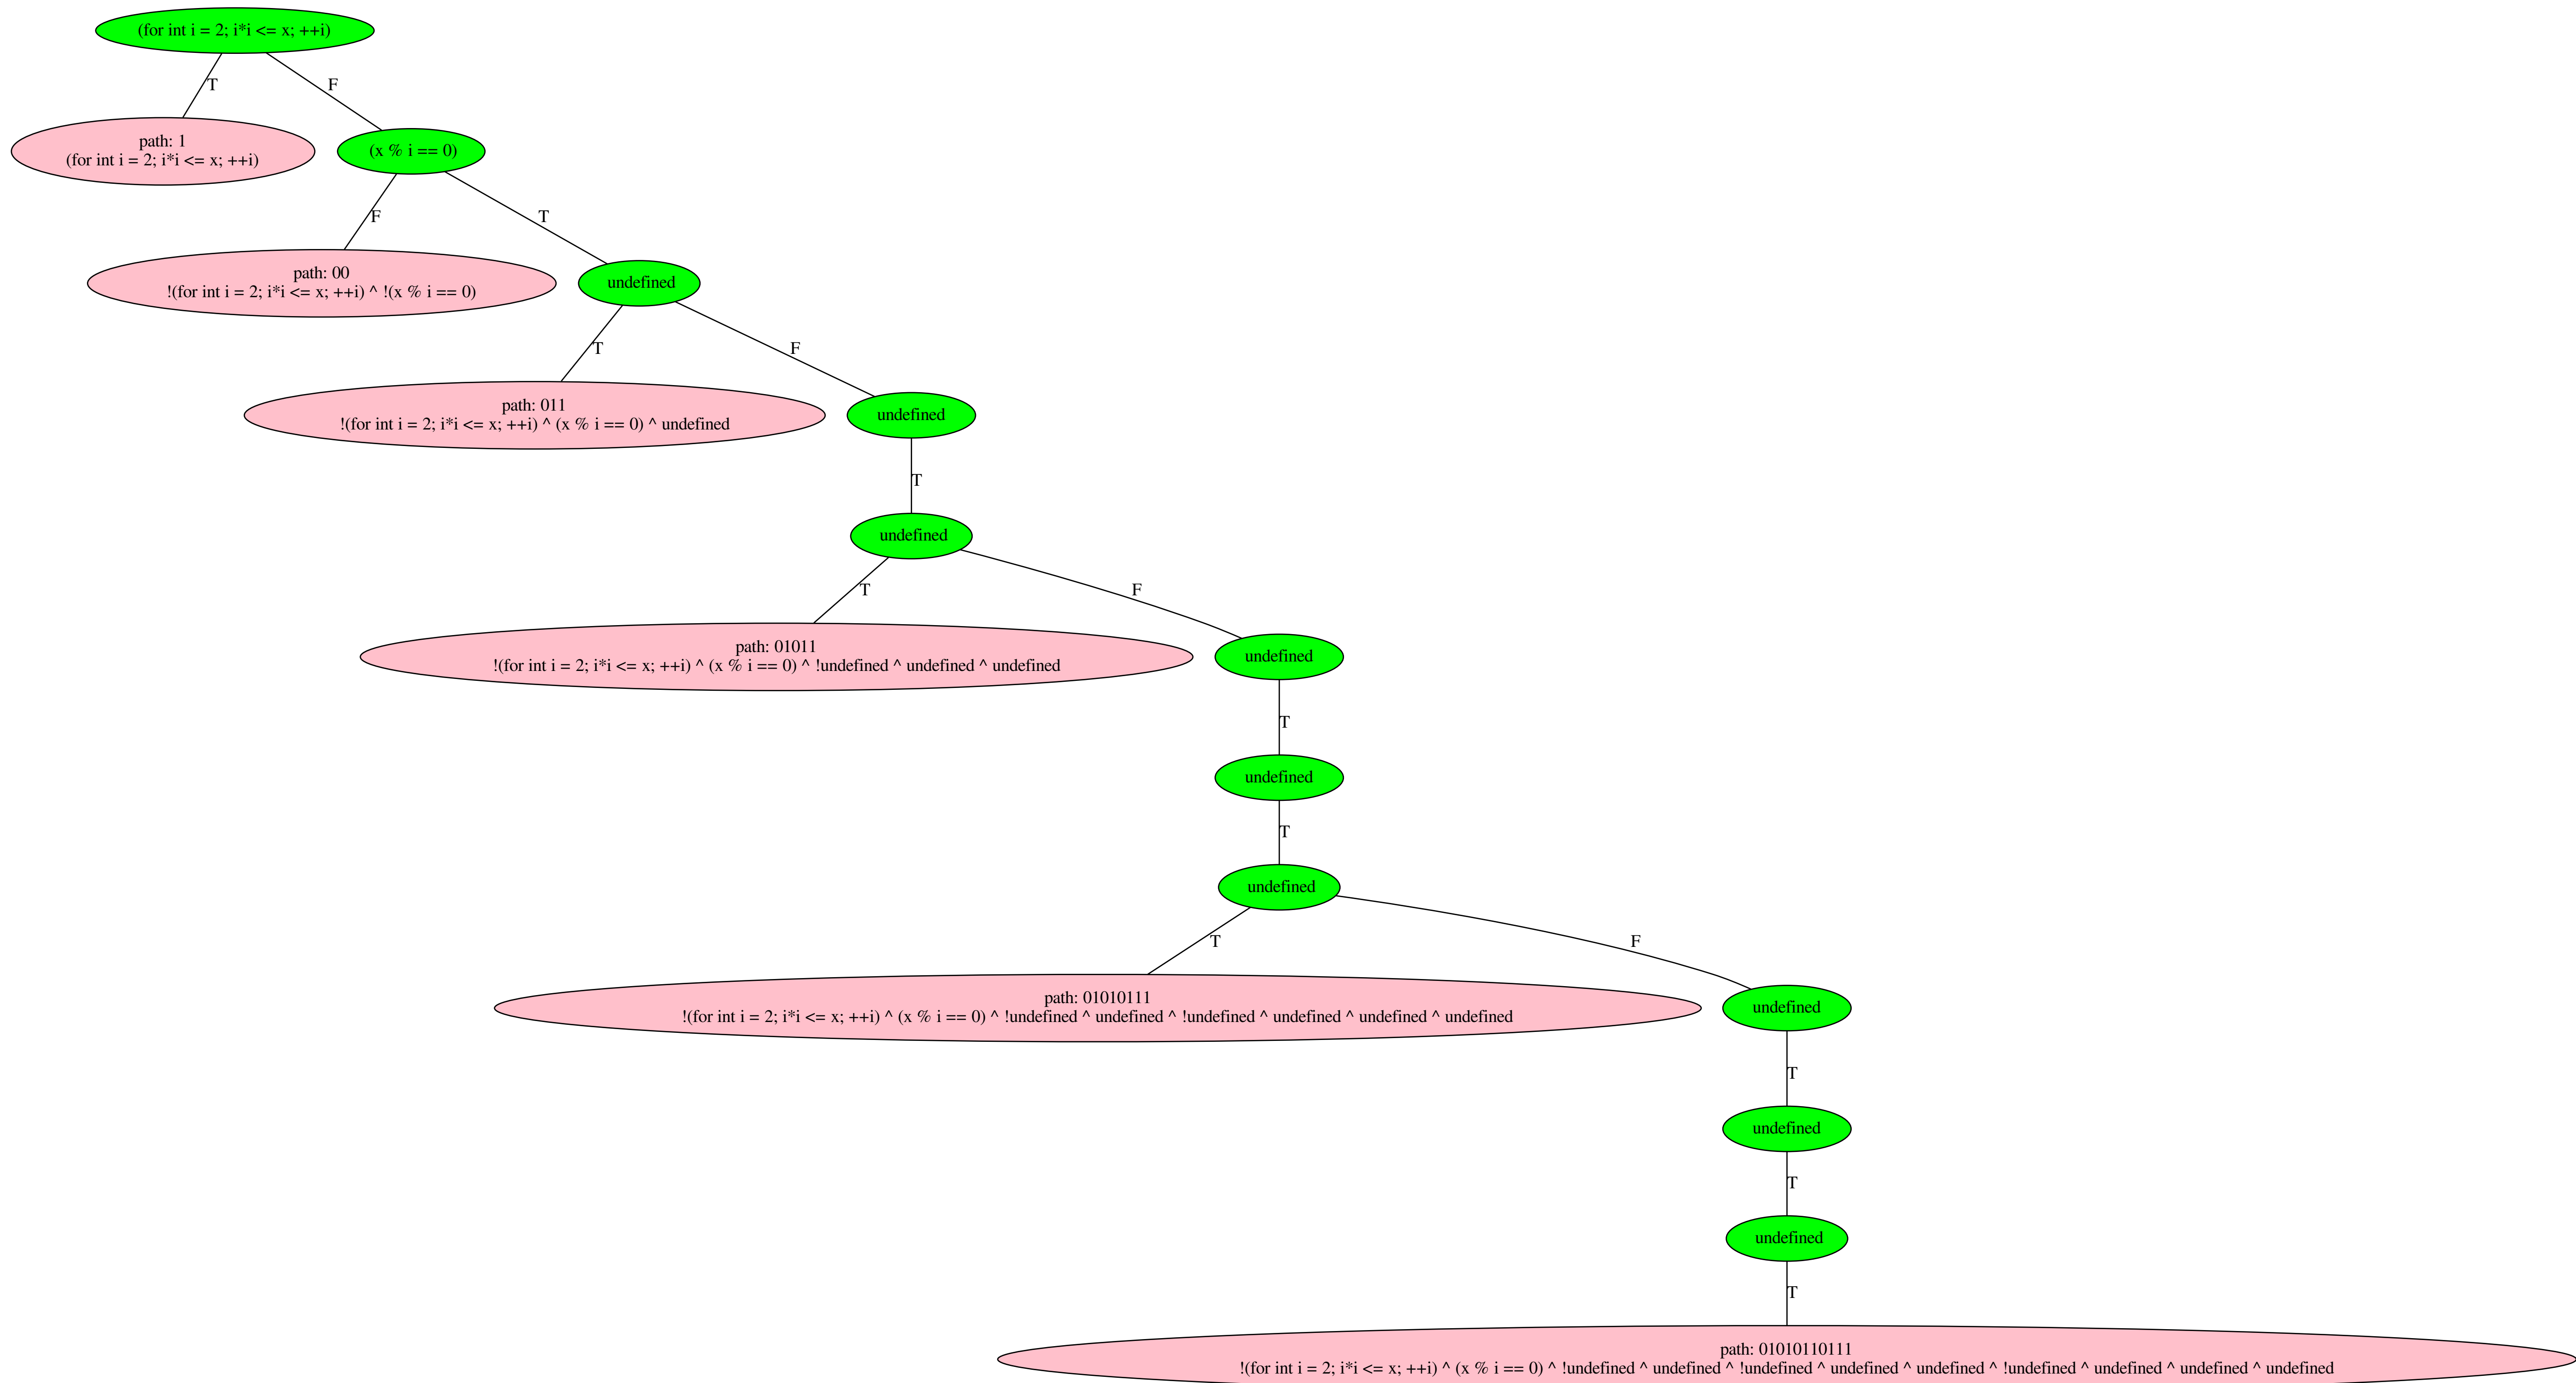 (for int i = 2; i*i <= x; ++i)
T
F
path: 1
(for int i = 2; i*i <= x; ++i)
(x % i == 0)
F
T
path: 00
!(for int i = 2; i*i <= x; ++i) ^ !(x % i == 0)
undefined
T
F
path: 011
!(for int i = 2; i*i <= x; ++i) ^ (x % i == 0) ^ undefined
undefined
T
undefined
T
F
path: 01011
!(for int i = 2; i*i <= x; ++i) ^ (x % i == 0) ^ !undefined ^ undefined ^ undefined
undefined
T
undefined
T
undefined
T
F
path: 01010111
!(for int i = 2; i*i <= x; ++i) ^ (x % i == 0) ^ !undefined ^ undefined ^ !undefined ^ undefined ^ undefined ^ undefined
undefined
T
undefined
T
undefined
T
path: 01010110111
!(for int i = 2; i*i <= x; ++i) ^ (x % i == 0) ^ !undefined ^ undefined ^ !undefined ^ undefined ^ undefined ^ !undefined ^ undefined ^ undefined ^ undefined